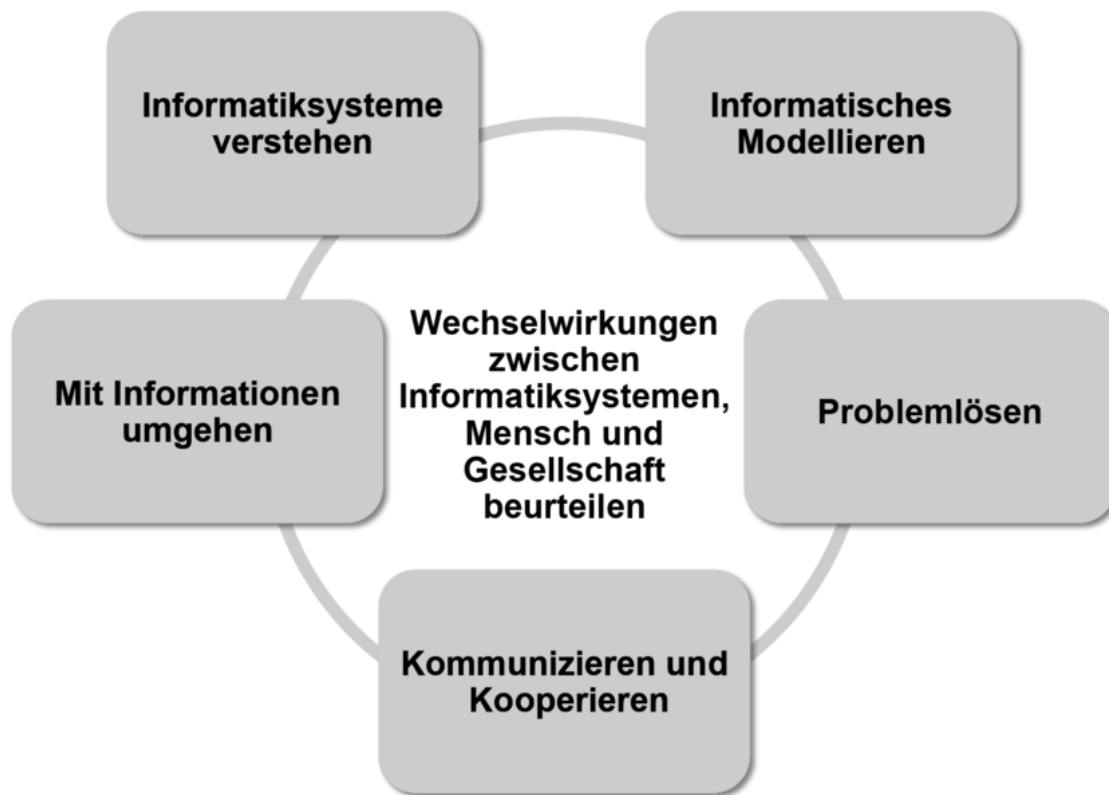 Informatiksysteme
verstehen
Informatisches
Modellieren
Mit Informationen
umgehen
Wechselwirkungen
zwischen
Informatiksystemen,
Mensch und
Gesellschaft
beurteilen
Problemlösen
Kommunizieren und
Kooperieren